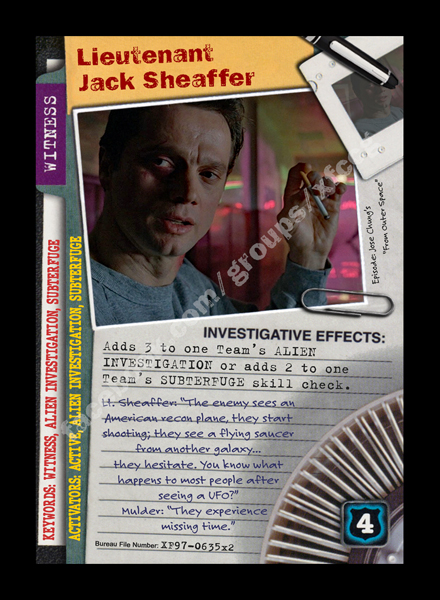 Lieutenant
Jack Sheaffer
WITNESS
KEYWORDS: WITNESS, ALIEN INVESTIGATION, SUBTERFUGE
ACTIVATORS: ACTIVE, ALIEN INVESTIGATION, SUBTERFUGE
Episode: Jose Chung's
"From Outer Space"
INVESTIGATIVE EFFECTS:
Adds 3 to one Team's ALIEN
INVESTIGATION or adds 2 to one
Team's SUBTERFUGE skill check.
Lt. Sheaffer: "The enemy sees an
American recon plane, they start
shooting; they see a flying saucer
from another galaxy...
they hesitate. You know what
happens to most people after
seeing a UFO?"
Mulder: "They experience
missing time."
4
Bureau File Number: XF97-0635x2
.com/groups/xfccg